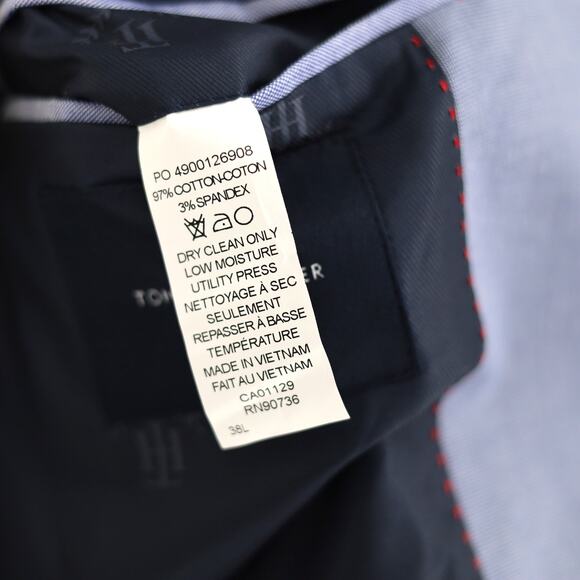 PO 4900126908
97% COTTON-COTON
3% SPANDEX
DRY CLEAN ONLY
LOW MOISTURE
UTILITY PRESS
NETTOYAGE À SEC
SEULEMENT
REPASSER À BASSE
TEMPÉRATURE
MADE IN VIETNAM
FAIT AU VIETNAM
CA01129
RN90736
38L